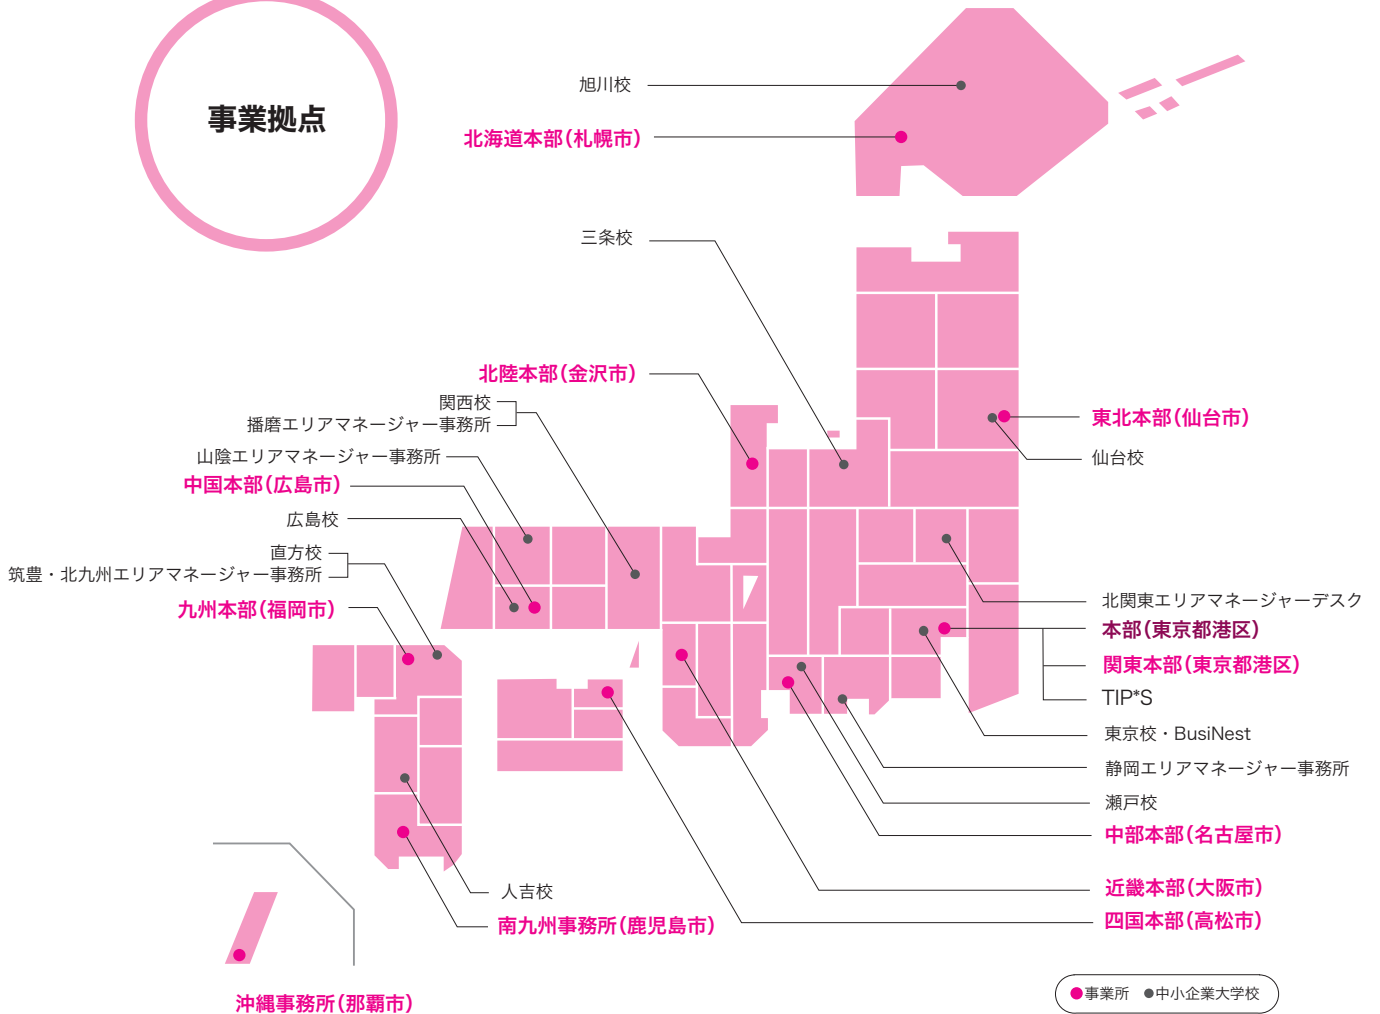 事業拠点
旭川校
北海道本部(札幌市)
三条校
北陸本部(金沢市)
関西校
播磨エリアマネージャー事務所
山陰エリアマネージャー事務所
中国本部(広島市)
広島校
直方校
筑豊・北九州エリアマネージャー事務所
九州本部(福岡市)
東北本部(仙台市)
仙台校
北関東エリアマネージャーデスク
本部(東京都港区)
関東本部(東京都港区)
TIP*S
東京校・BusiNest
静岡エリアマネージャー事務所
瀬戸校
中部本部(名古屋市)
近畿本部(大阪市)
四国本部(高松市)
人吉校
南九州事務所(鹿児島市)
沖縄事務所(那覇市)
●事業所 ●中小企業大学校